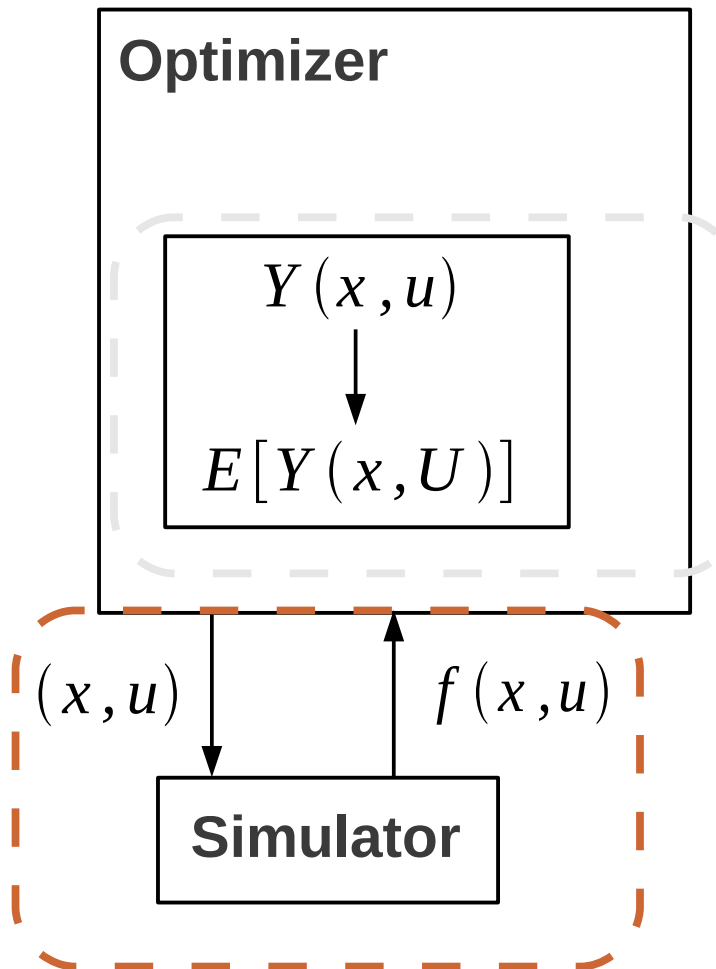 Optimizer
Y(x,u)
E[Y(x,U)]
(x,u)
f(x,u)
Simulator